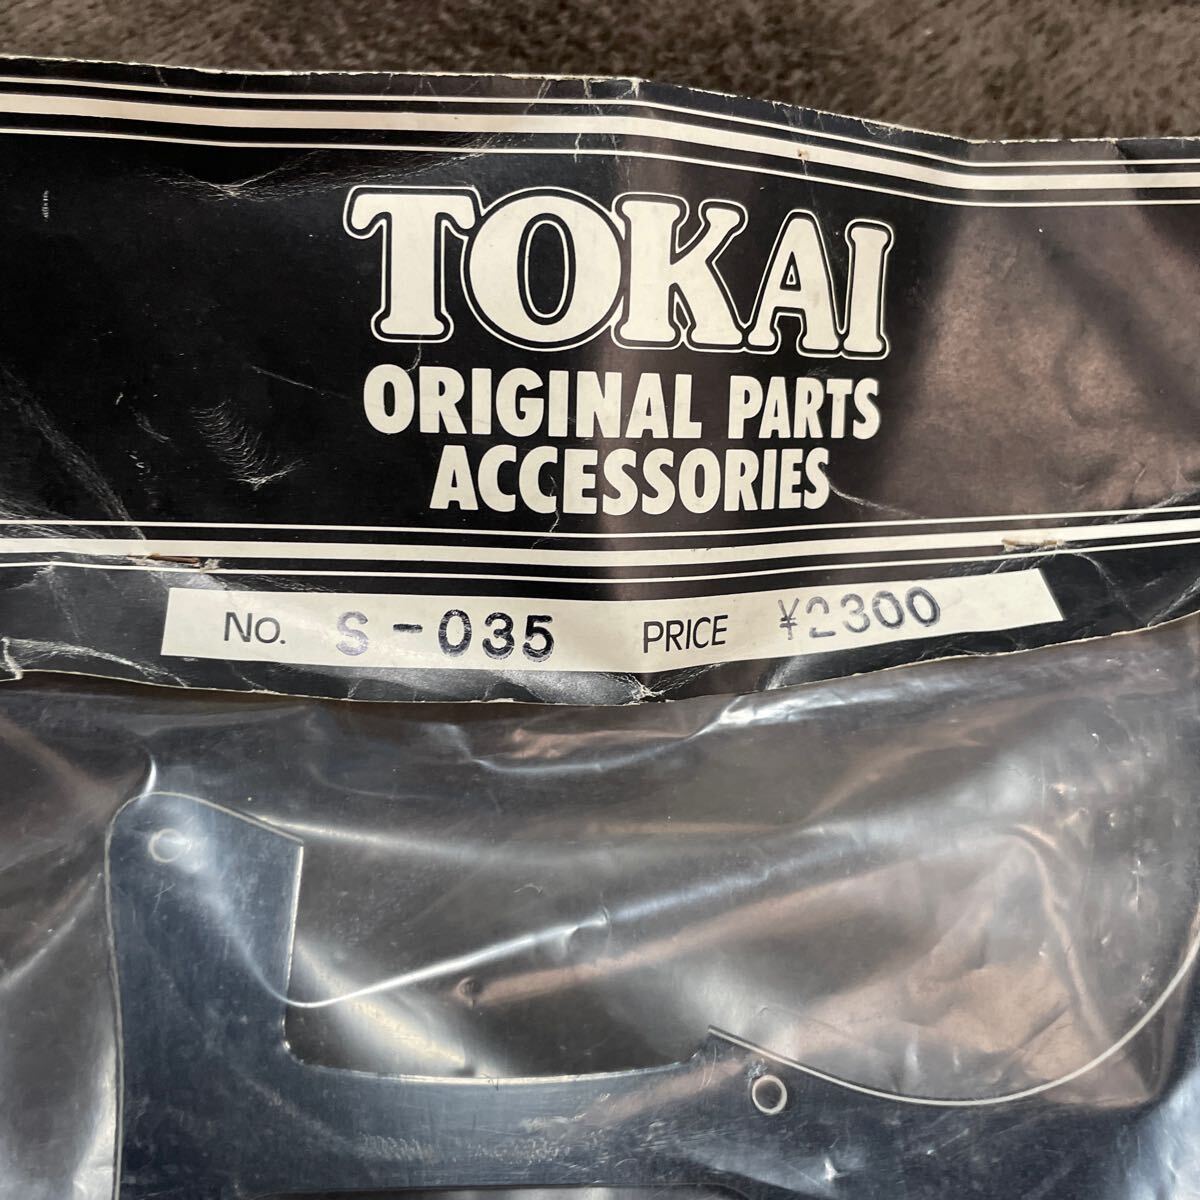 TOKAI
ORIGINAL PARTS
ACCESSORIES
No. S-035 PRICE ¥2300